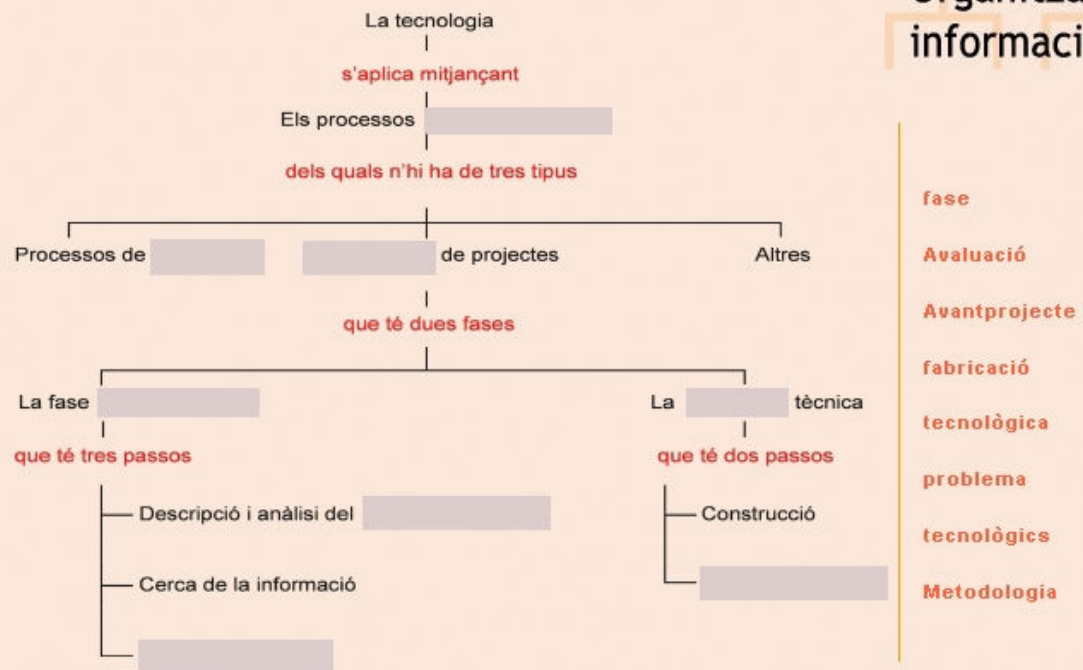 La tecnologia
informaci
s'aplica mitjançant
Els processos
dels quals n'hi ha de tres tipus
Processos de
de projectes
Altres
que té dues fases
La fase
La tècnica
que té tres passos
que té dos passos
Descripció i anàlisi del
Construcció
Cerca de la informació
fase
Avaluació
Avantprojecte
fabricació
tecnològica
problema
tecnològics
Metodologia